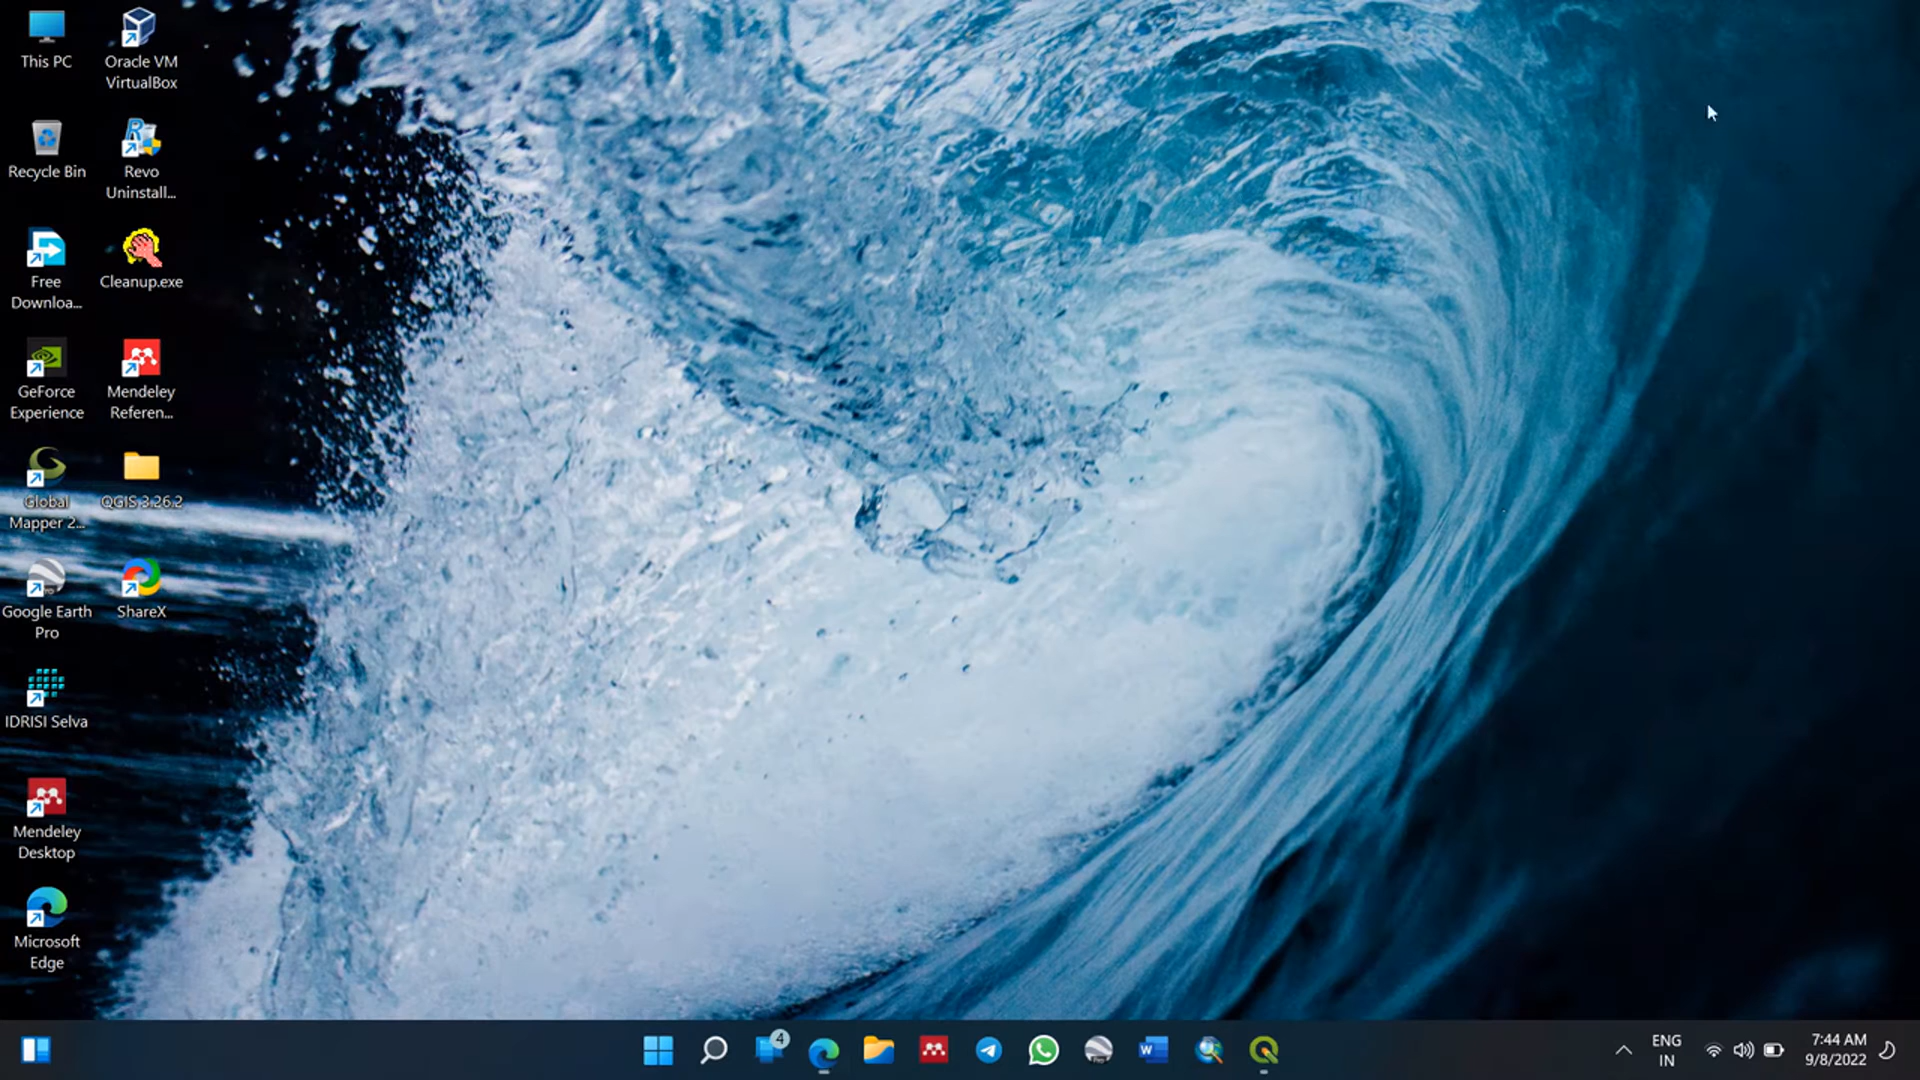 This PC
Oracle VM
VirtualBox
Recycle Bin
Revo
Uninstall...
Free
Downloa...
Cleanup.exe
GeForce
Experience
Mendeley
Referen...
Global
Mapper 2...
QGIS 3.26.2
Google Earth
Pro
ShareX
IDRISI Selva
Mendeley
Desktop
Microsoft
Edge
4
ENG
IN
7:44 AM
9/8/2022